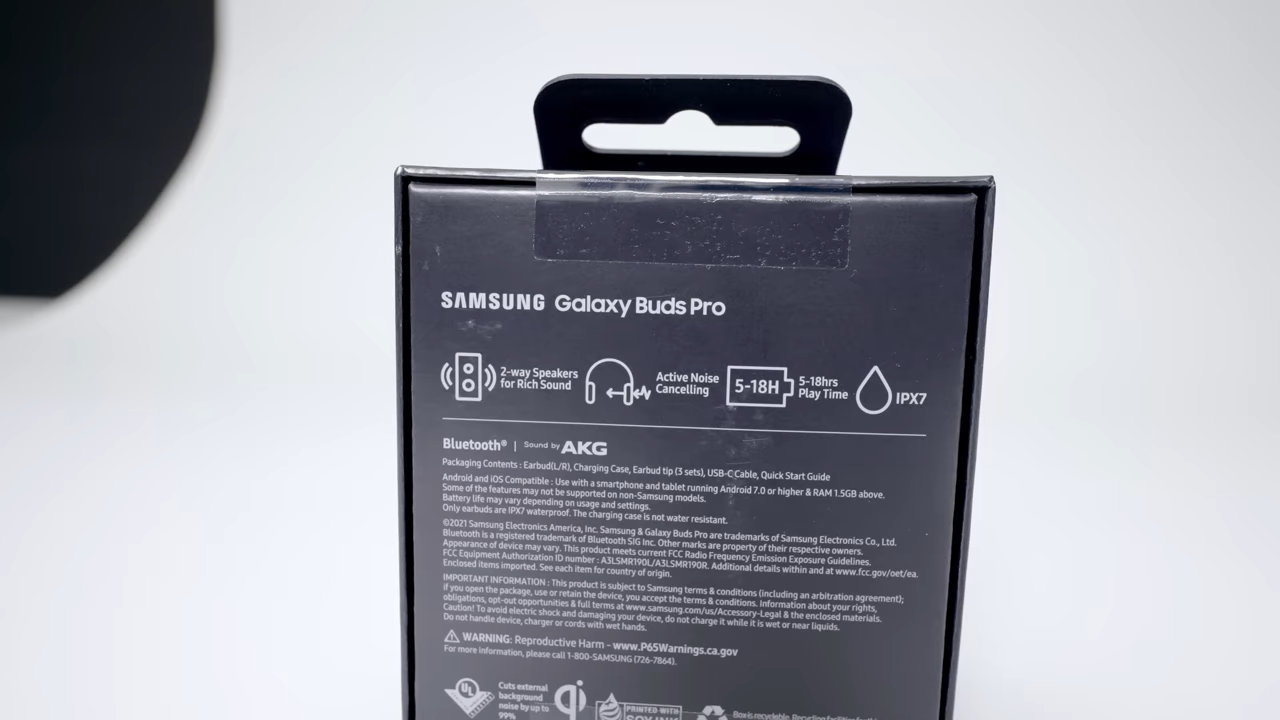 SAMSUNG Galaxy Buds Pro
2-way Speakers
for Rich Sound
Active Noise
Cancelling
5-18H
5-18hrs
Play Time
IPX7
Bluetooth® | Sound by AKG
Packaging Contents : Earbud(L/R), Charging Case, Earbud tip (3 sets), USB-C Cable, Quick Start Guide
Android and iOS Compatible : Use with a smartphone and tablet running Android 7.0 or higher & RAM 1.5GB above.
Some of the features may not be supported on non-Samsung models.
Battery life may vary depending on usage and settings.
Only earbuds are IPX7 waterproof. The charging case is not water resistant.
©2021 Samsung Electronics America, Inc. Samsung & Galaxy Buds Pro are trademarks of Samsung Electronics Co., Ltd.
Bluetooth is a registered trademark of Bluetooth SIG Inc. Other marks are property of their respective owners.
Appearance of device may vary. This product meets current FCC Radio Frequency Emission Exposure Guidelines.
FCC Equipment Authorization ID number : A3LSMR190L/A3LSMR190R. Additional details within and at www.fcc.gov/oet/ea.
Enclosed items imported. See each item for country of origin.
IMPORTANT INFORMATION : This product is subject to Samsung terms & conditions (including an arbitration agreement);
if you open the package, use or retain the device, you accept the terms & conditions. Information about your rights,
obligations, opt-out opportunities & full terms at www.samsung.com/us/Accessory-Legal & the enclosed materials.
Caution! To avoid electric shock and damaging your device, do not charge it while it is wet or near liquids.
Do not handle device, charger or cords with wet hands.
WARNING: Reproductive Harm - www.P65Warnings.ca.gov
For more information, please call 1-800-SAMSUNG (726-7864).
UL
Cuts external
background
noise by up to
99%
qi
PRINTED WITH
SOY INK
Box is recyclable. Recycling facilities for